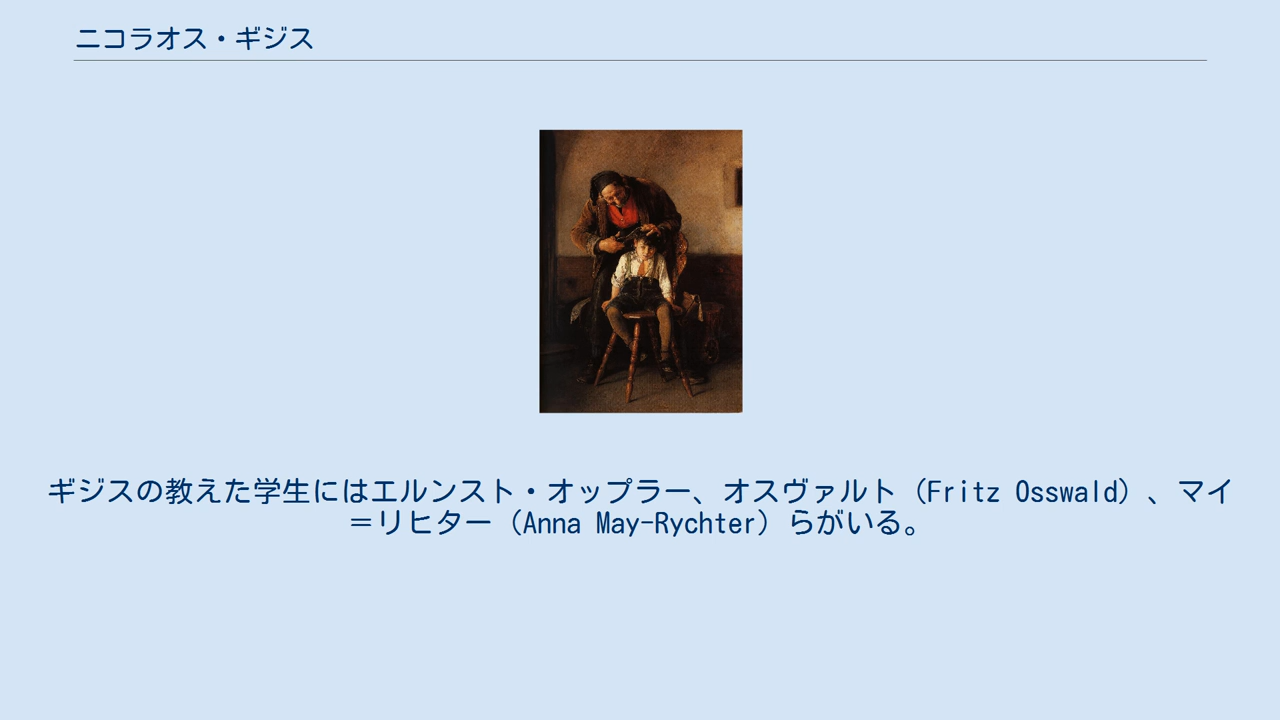 ニコラオス・ギジス
ギジスの教えた学生にはエルンスト・オップラー、オスヴァルト（Fritz Osswald）、マイ
＝リヒター（Anna May-Rychter）らがいる。